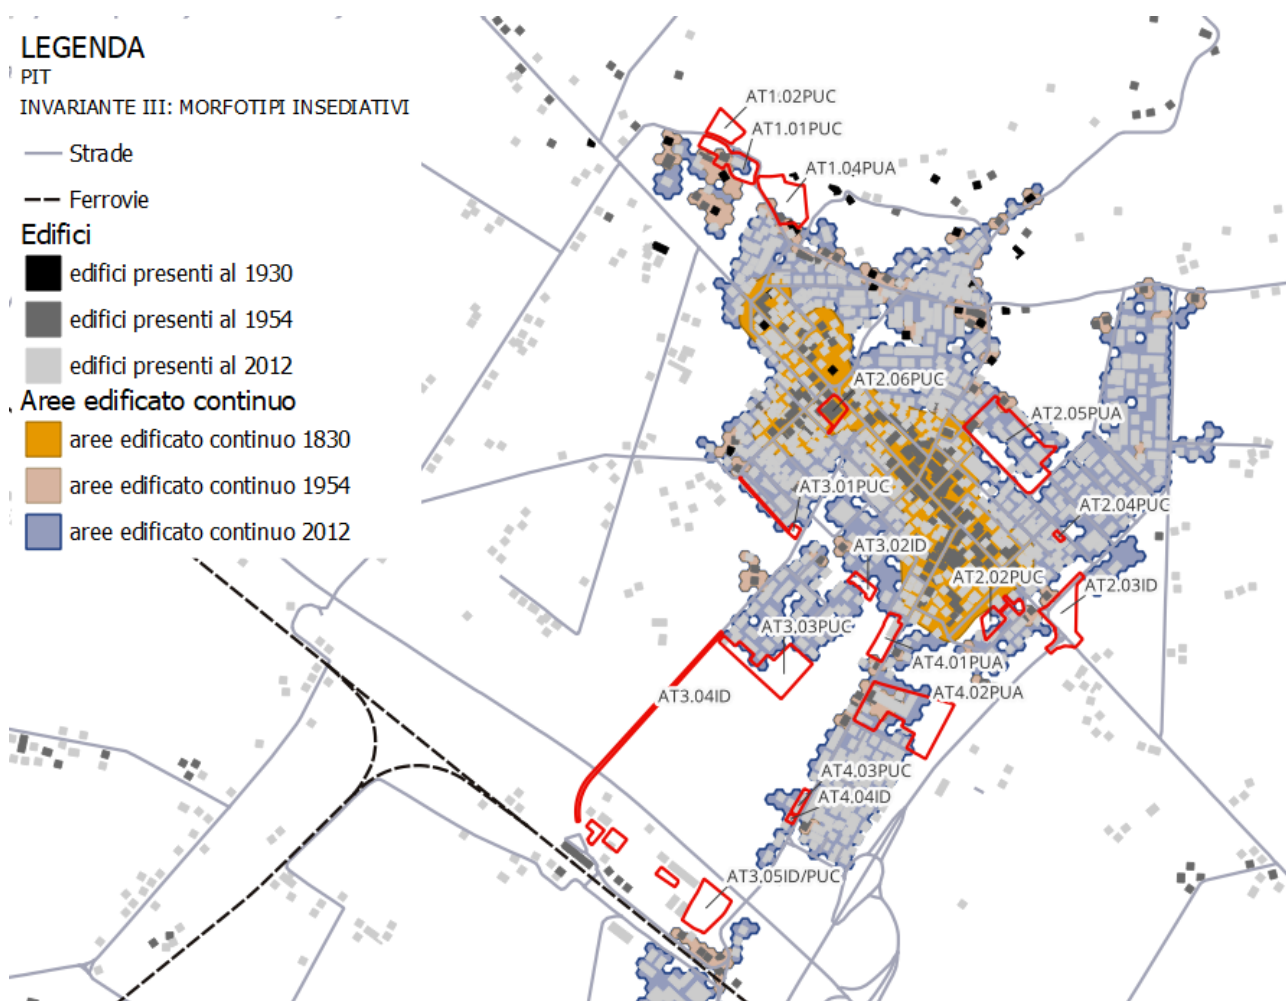 LEGENDA
PIT
INVARIANTE III: MORFOTIPI INSEDIATIVI
Strade
Ferrovie
Edifici
edifici presenti al 1930
edifici presenti al 1954
edifici presenti al 2012
Aree edificato continuo
aree edificato continuo 1830
aree edificato continuo 1954
aree edificato continuo 2012
AT1.02PUC
AT1.01PUC
AT1.04PUA
AT2.06PUC
AT2.05PUA
AT3.01PUC
AT2.04PUC
AT3.02ID
AT2.02PUC
AT2.03ID
AT3.03PUC
AT4.01PUA
AT3.04ID
AT4.02PUA
AT4.03PUC
AT4.04ID
AT3.05ID/PUC